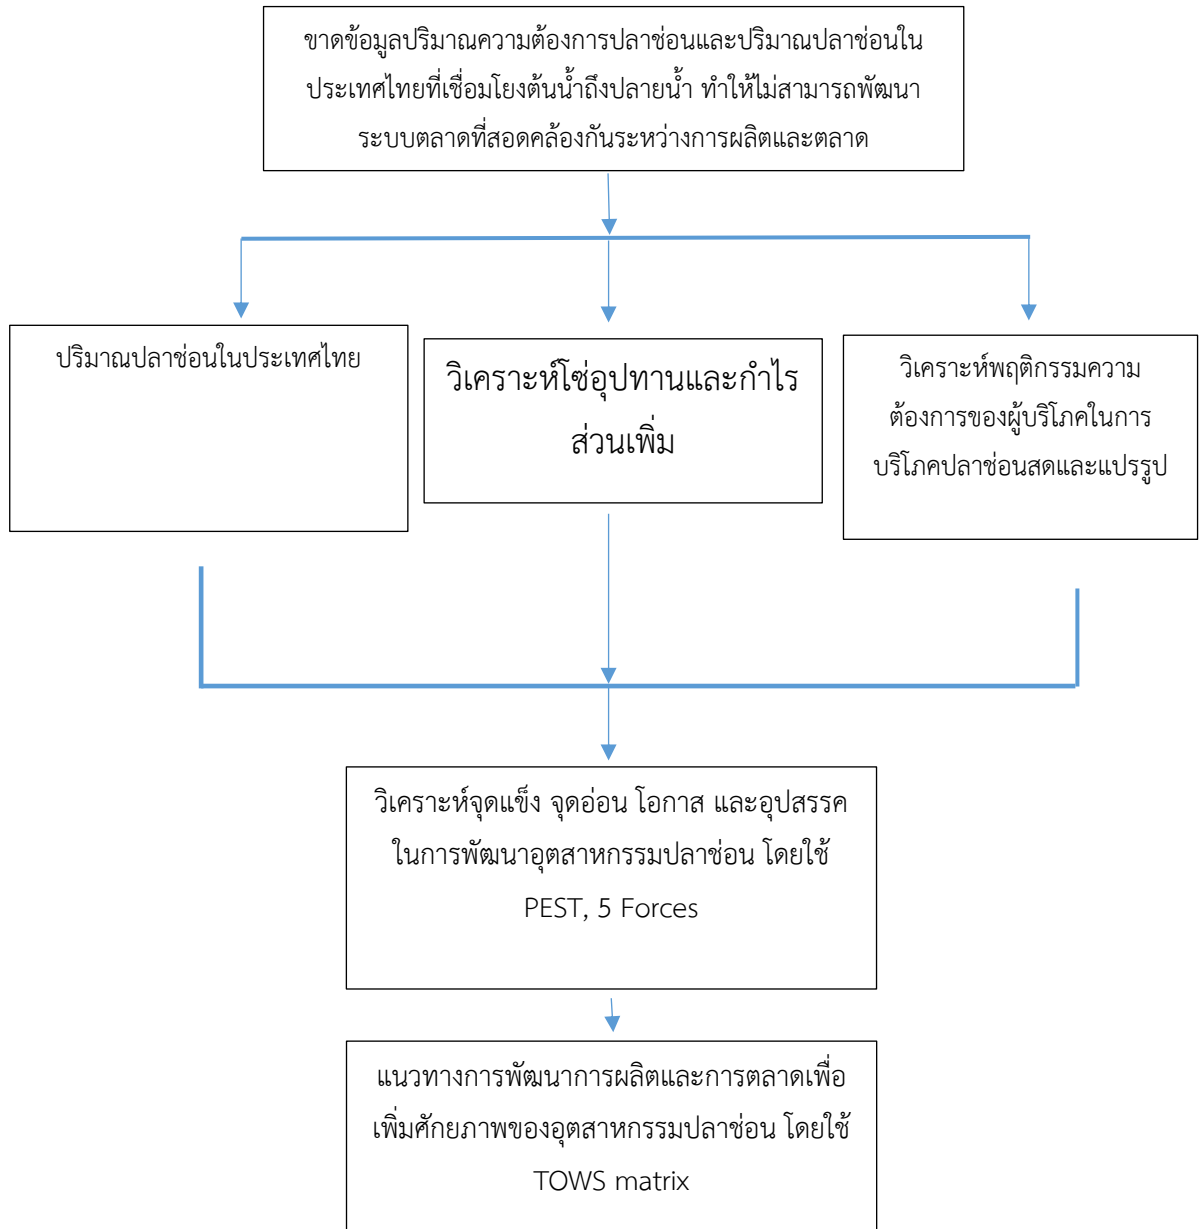 ขาดข้อมูลปริมาณความต้องการปลาช่อนและปริมาณปลาช่อนใน
ประเทศไทยที่เชื่อมโยงต้นน้ำถึงปลายน้ำ ทำให้ไม่สามารถพัฒนา
ระบบตลาดที่สอดคล้องกันระหว่างการผลิตและตลาด
ปริมาณปลาช่อนในประเทศไทย
วิเคราะห์โซ่อุปทานและกำไร
ส่วนเพิ่ม
วิเคราะห์พฤติกรรมความ
ต้องการของผู้บริโภคในการ
บริโภคปลาช่อนสดและแปรรูป
วิเคราะห์จุดแข็ง จุดอ่อน โอกาส และอุปสรรค
ในการพัฒนาอุตสาหกรรมปลาช่อน โดยใช้
PEST, 5 Forces
แนวทางการพัฒนาการผลิตและการตลาดเพื่อ
เพิ่มศักยภาพของอุตสาหกรรมปลาช่อน โดยใช้
TOWS matrix